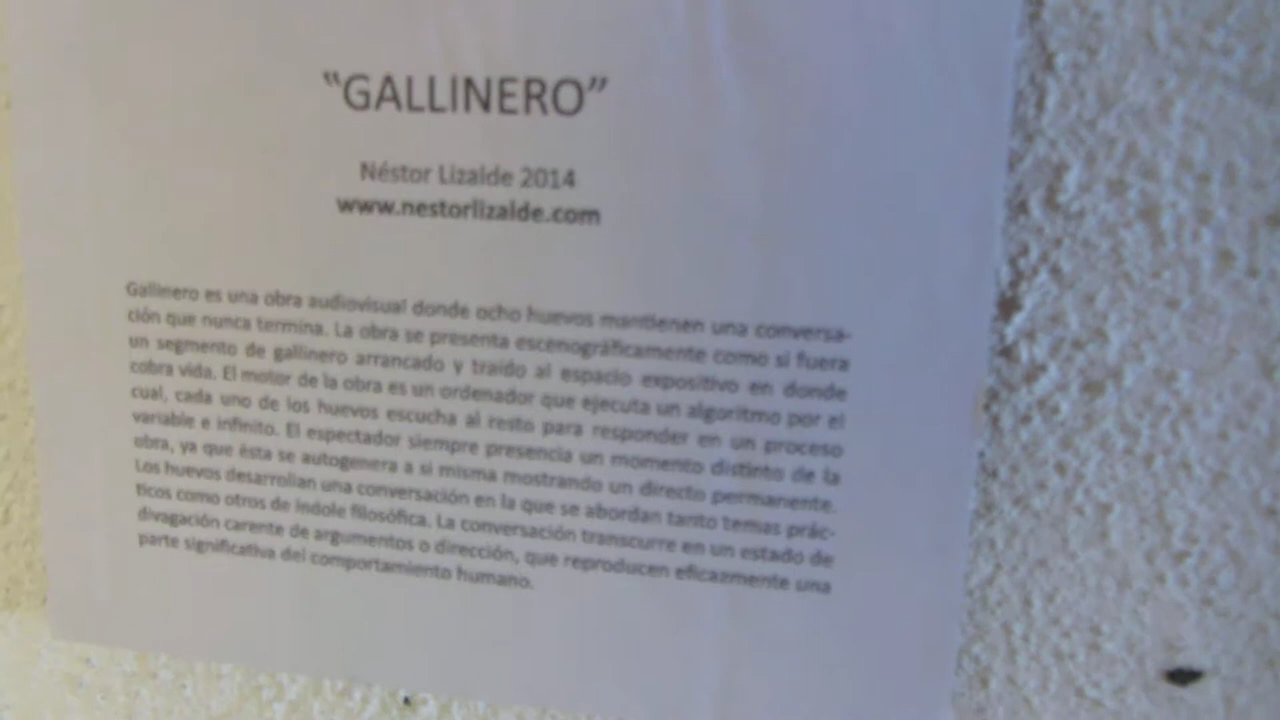 "GALLINERO"
Néstor Lizalde 2014
www.nestorlizalde.com
Gallinero es una obra audiovisual donde ocho huevos mantienen una conversa-
ción que nunca termina. La obra se presenta escenográficamente como si fuera
un segmento de gallinero arrancado y traído al espacio expositivo en donde
cobra vida. El motor de la obra es un ordenador que ejecuta un algoritmo por el
cual, cada uno de los huevos escucha al resto para responder en un proceso
variable e infinito. El espectador siempre presencia un momento distinto de la
obra, ya que ésta se autogenera a si misma mostrando un directo permanente.
Los huevos desarrollan una conversación en la que se abordan tanto temas prác-
ticos como otros de índole filosófica. La conversación transcurre en un estado de
divagación carente de argumentos o dirección, que reproducen eficazmente una
parte significativa del comportamiento humano.